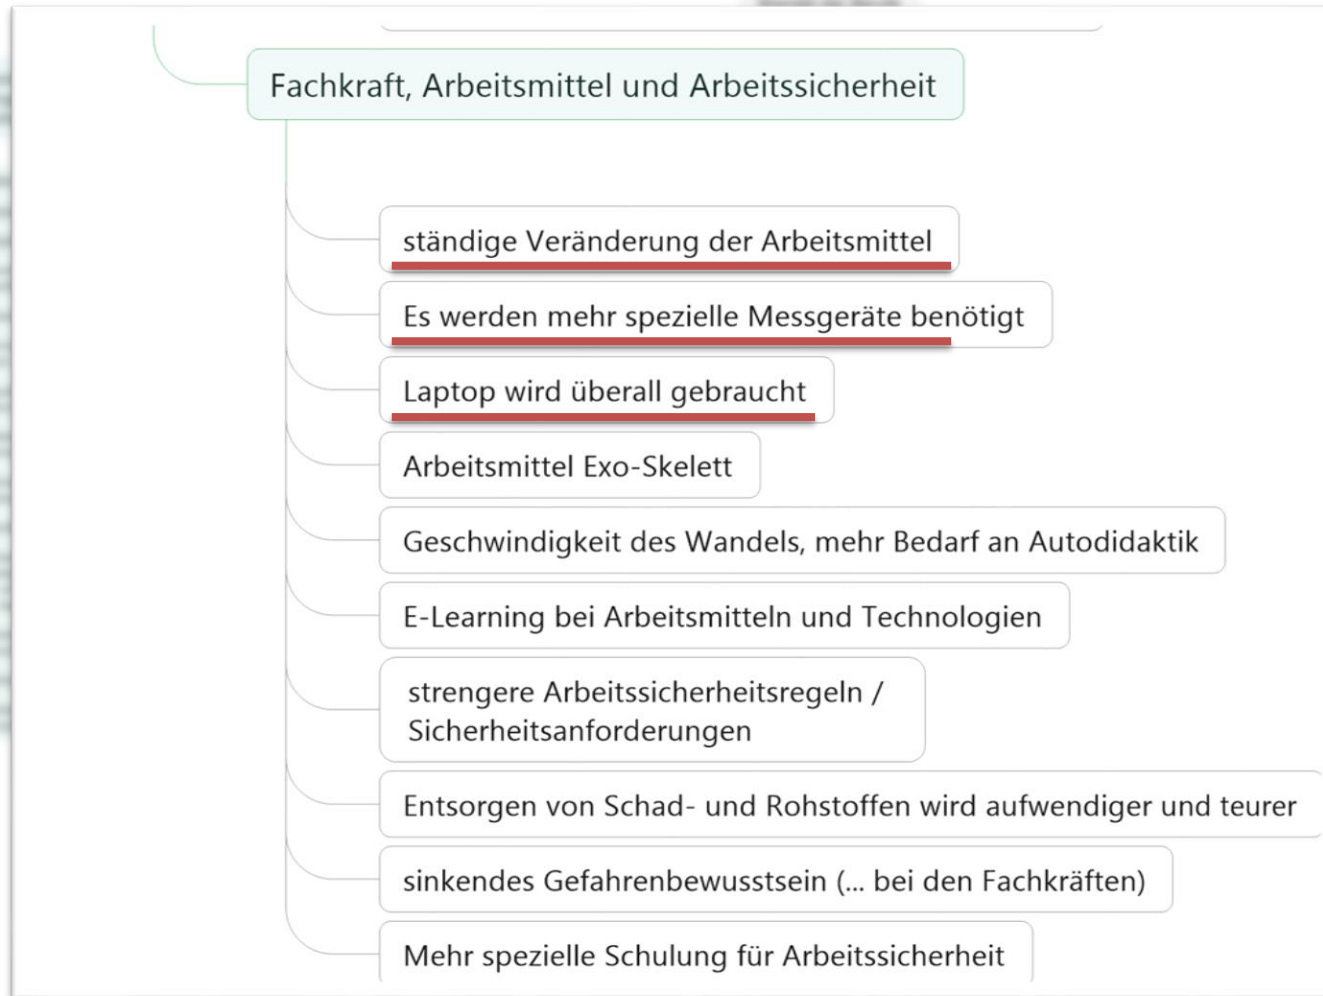 Fachkraft, Arbeitsmittel und Arbeitssicherheit
ständige Veränderung der Arbeitsmittel
Es werden mehr spezielle Messgeräte benötigt
Laptop wird überall gebraucht
Arbeitsmittel Exo-Skelett
Geschwindigkeit des Wandels, mehr Bedarf an Autodidaktik
E-Learning bei Arbeitsmitteln und Technologien
strengere Arbeitssicherheitsregeln /
Sicherheitsanforderungen
Entsorgen von Schad- und Rohstoffen wird aufwendiger und teurer
sinkendes Gefahrenbewusstsein (... bei den Fachkräften)
Mehr spezielle Schulung für Arbeitssicherheit